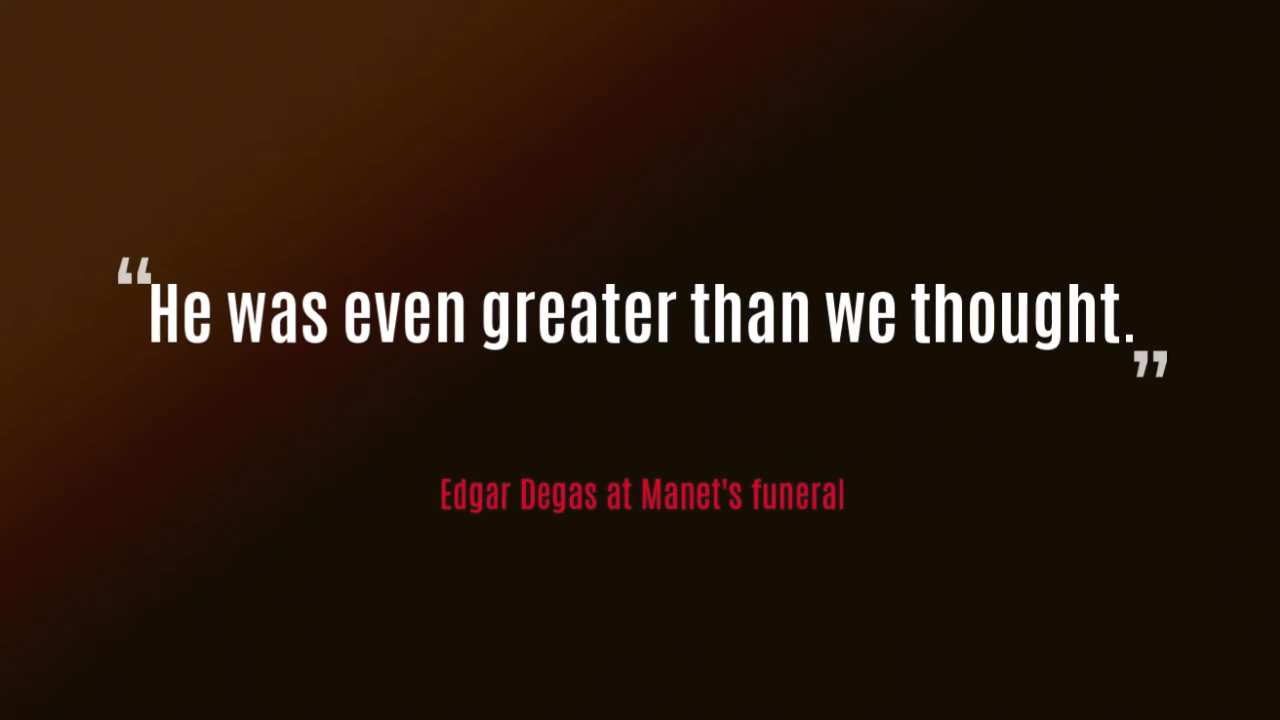 “He was even greater than we thought.”
Edgar Degas at Manet's funeral